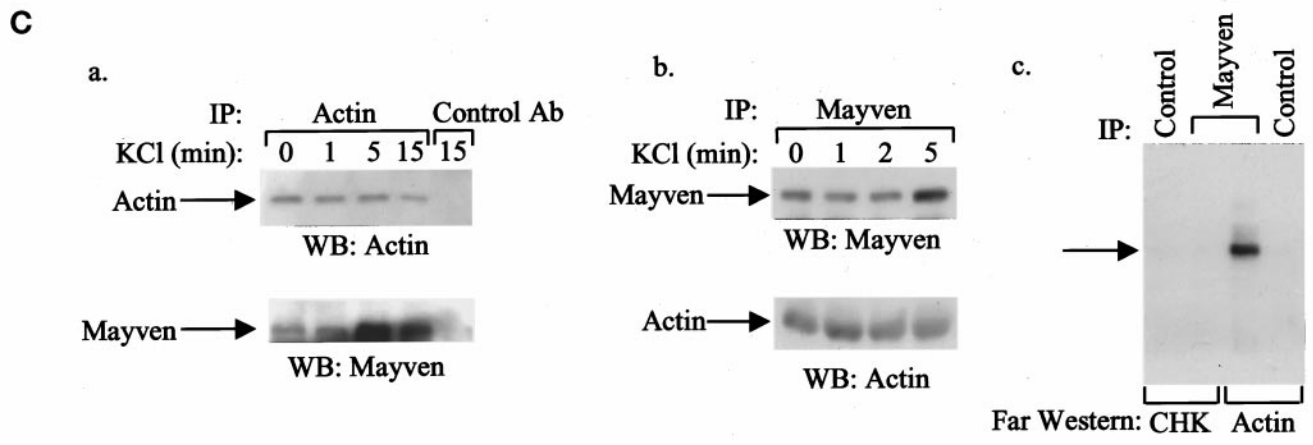 C
a.
IP: Actin Control Ab
KCl (min): 0 1 5 15 15
Actin
WB: Actin
Mayven
WB: Mayven
b.
IP: Mayven
KCl (min): 0 1 2 5
Mayven
WB: Mayven
Actin
WB: Actin
c.
IP: Control Mayven Control
Far Western: CHK Actin